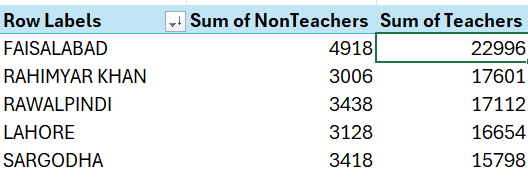 Row Labels Sum of NonTeachers Sum of Teachers
FAISALABAD 4918 22996
RAHIMYAR KHAN 3006 17601
RAWALPINDI 3438 17112
LAHORE 3128 16654
SARGODHA 3418 15798